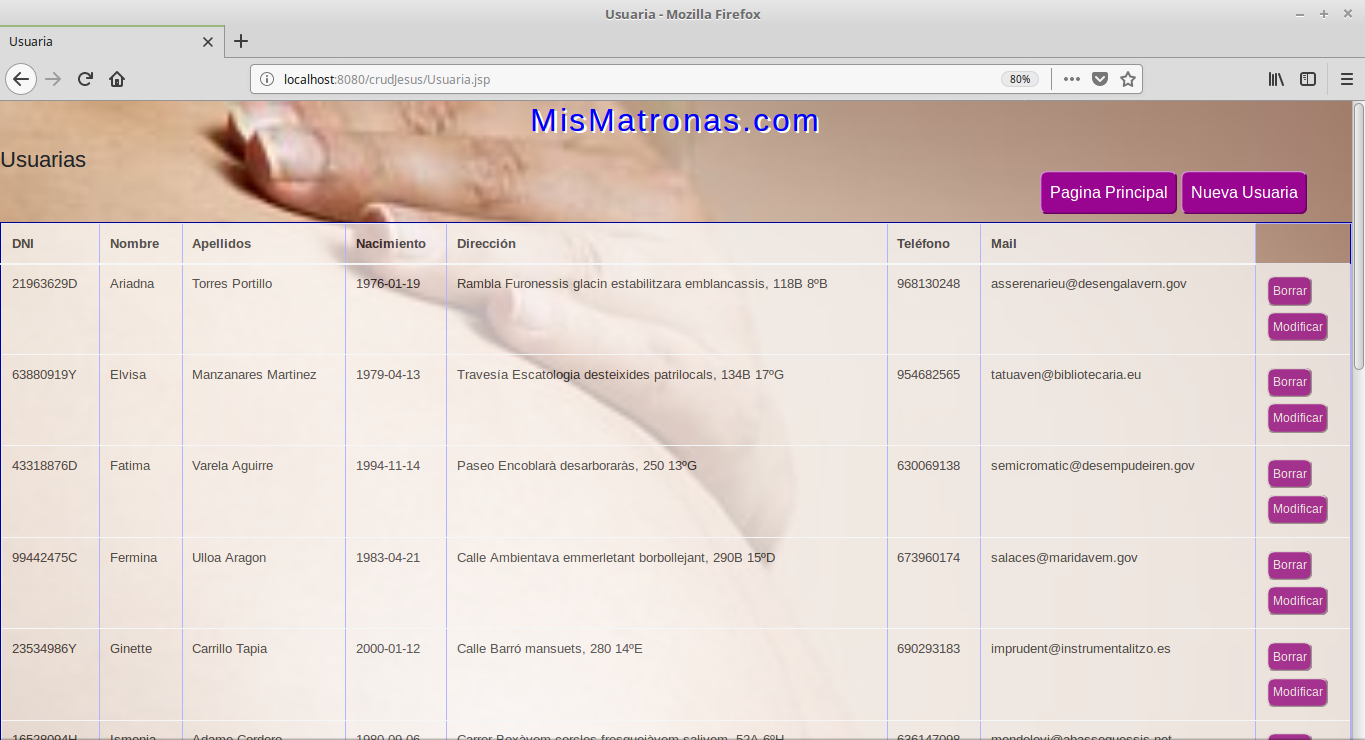 Usuaria - Mozilla Firefox
Usuaria
localhost:8080/crudJesus/Usuaria.jsp 80%
MisMatronas.com
Usuarias
Pagina Principal Nueva Usuaria
DNI Nombre Apellidos Nacimiento Dirección Teléfono Mail
21963629D Ariadna Torres Portillo 1976-01-19 Rambla Furonessis glacin estabilitzara emblancassis, 118B 8ºB 968130248 asserenarieu@desengalavern.gov Borrar
Modificar
63880919Y Elvisa Manzanares Martinez 1979-04-13 Travesía Escatologia desteixides patrilocals, 134B 17ºG 954682565 tatuaven@bibliotecaria.eu Borrar
Modificar
43318876D Fatima Varela Aguirre 1994-11-14 Paseo Encoblarà desarboraràs, 250 13ºG 630069138 semicromatic@desempudeiren.gov Borrar
Modificar
99442475C Fermina Ulloa Aragon 1983-04-21 Calle Ambientava emmerletant borbollejant, 290B 15ºD 673960174 salaces@maridavem.gov Borrar
Modificar
23534986Y Ginette Carrillo Tapia 2000-01-12 Calle Barró mansuets, 280 14ºE 690293183 imprudent@instrumentalitzo.es Borrar
Modificar
Ismenia Adame Cordero 1980-09-06